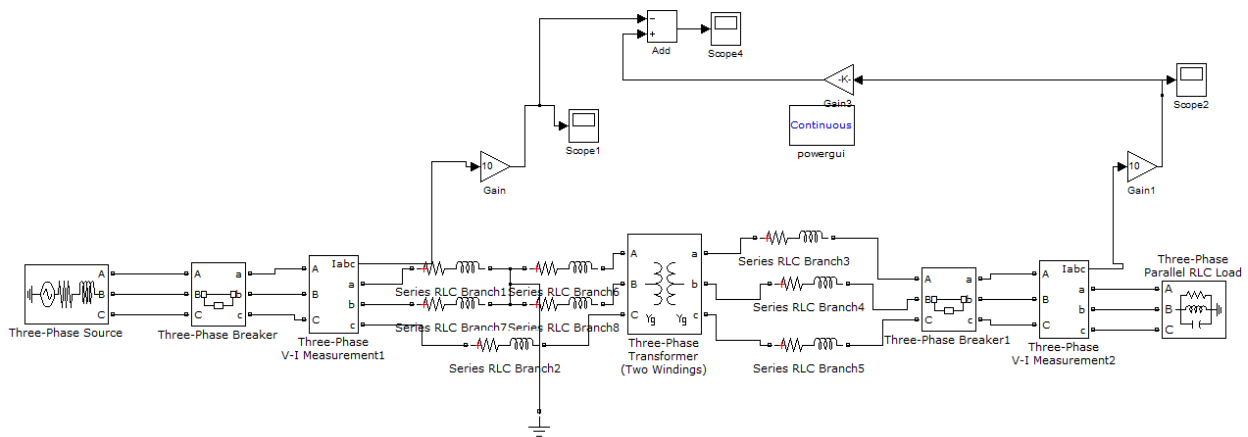 Add
Scope4
-K-
Gain3
Scope2
Continuous
powergui
Scope1
10
Gain
10
Gain1
A
B
C
Three-Phase Source
A
B
C
a
b
c
Three-Phase Breaker
A
B
C
Iabc
a
b
c
Three-Phase
V-I Measurement1
Series RLC Branch1
Series RLC Branch6
Series RLC Branch7
Series RLC Branch8
Series RLC Branch2
A
B
C
a
b
c
Yg
Yg
Three-Phase
Transformer
(Two Windings)
Series RLC Branch3
Series RLC Branch4
Series RLC Branch5
A
B
C
a
b
c
Three-Phase Breaker1
A
B
C
Iabc
a
b
c
Three-Phase
V-I Measurement2
Three-Phase
Parallel RLC Load
A
B
C